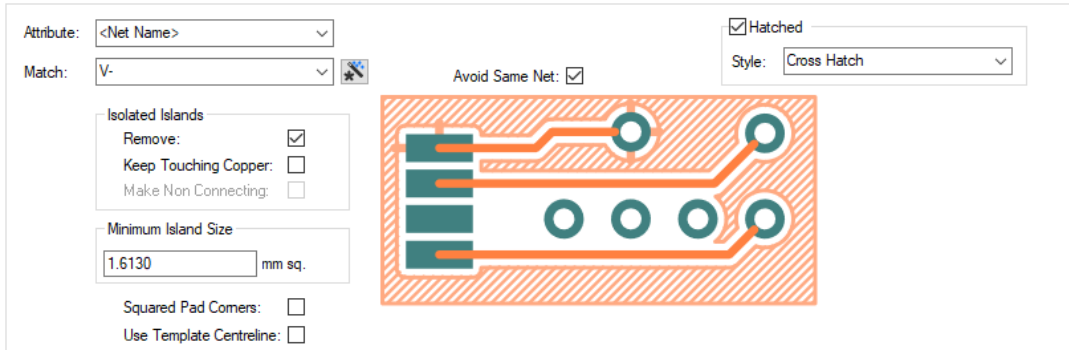 Attribute: <Net Name>
Hatched
Match: V-
Style: Cross Hatch
Avoid Same Net:
Isolated Islands
Remove:
Keep Touching Copper:
Make Non Connecting:
Minimum Island Size
1.6130 mm sq.
Squared Pad Corners:
Use Template Centreline: